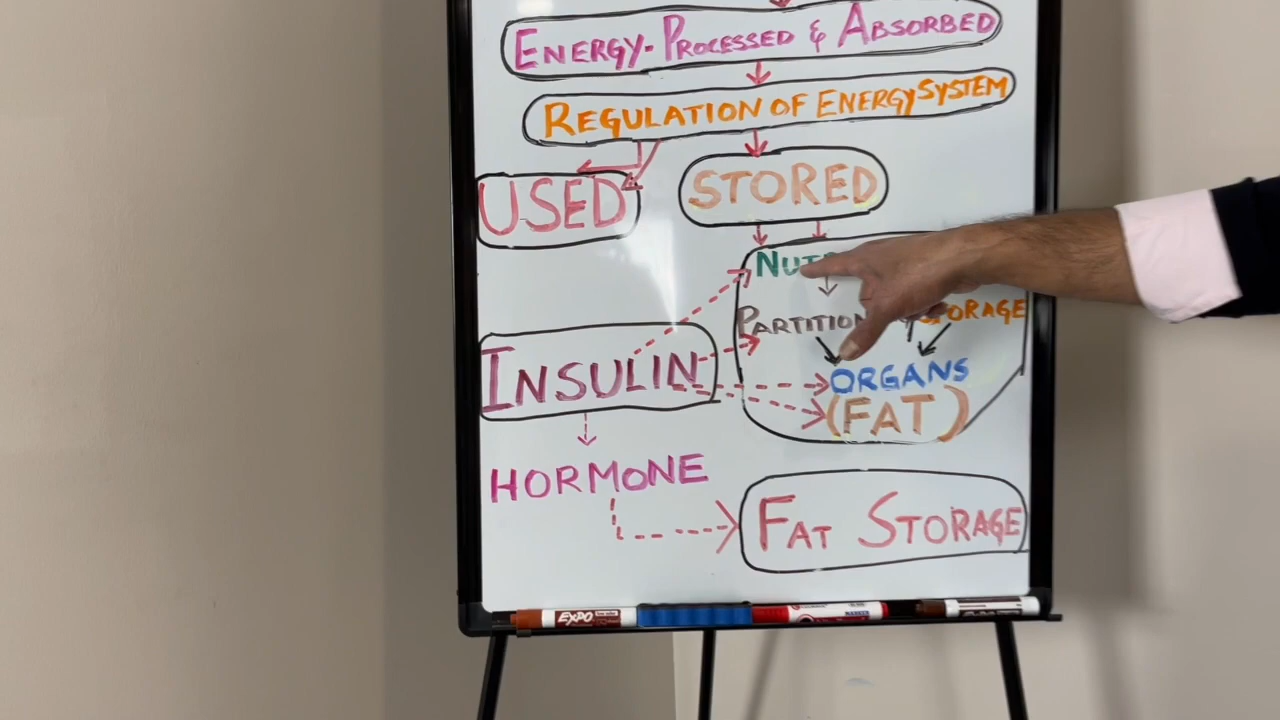 ENERGY-PROCESSED & ABSORBED
REGULATION OF ENERGY SYSTEM
USED
STORED
INSULIN
ORGANS
(FAT)
HORMONE
FAT STORAGE
EXPO